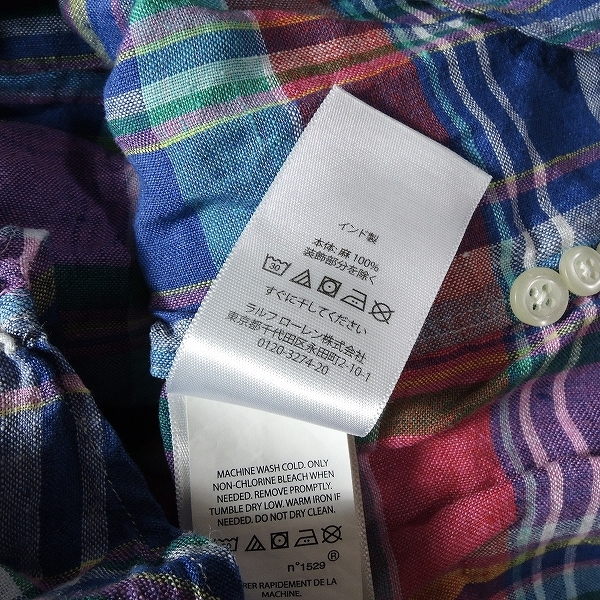 インド製
本体: 麻 100%
装飾部分を除く
30
すぐに干してください
ラルフ ローレン株式会社
東京都千代田区永田町2-10-1
0120-3274-20
MACHINE WASH COLD. ONLY
NON-CHLORINE BLEACH WHEN
NEEDED. REMOVE PROMPTLY.
TUMBLE DRY LOW. WARM IRON IF
NEEDED. DO NOT DRY CLEAN.
n°1529 ®
RAPIDEMENT DE LA
MACHINE.